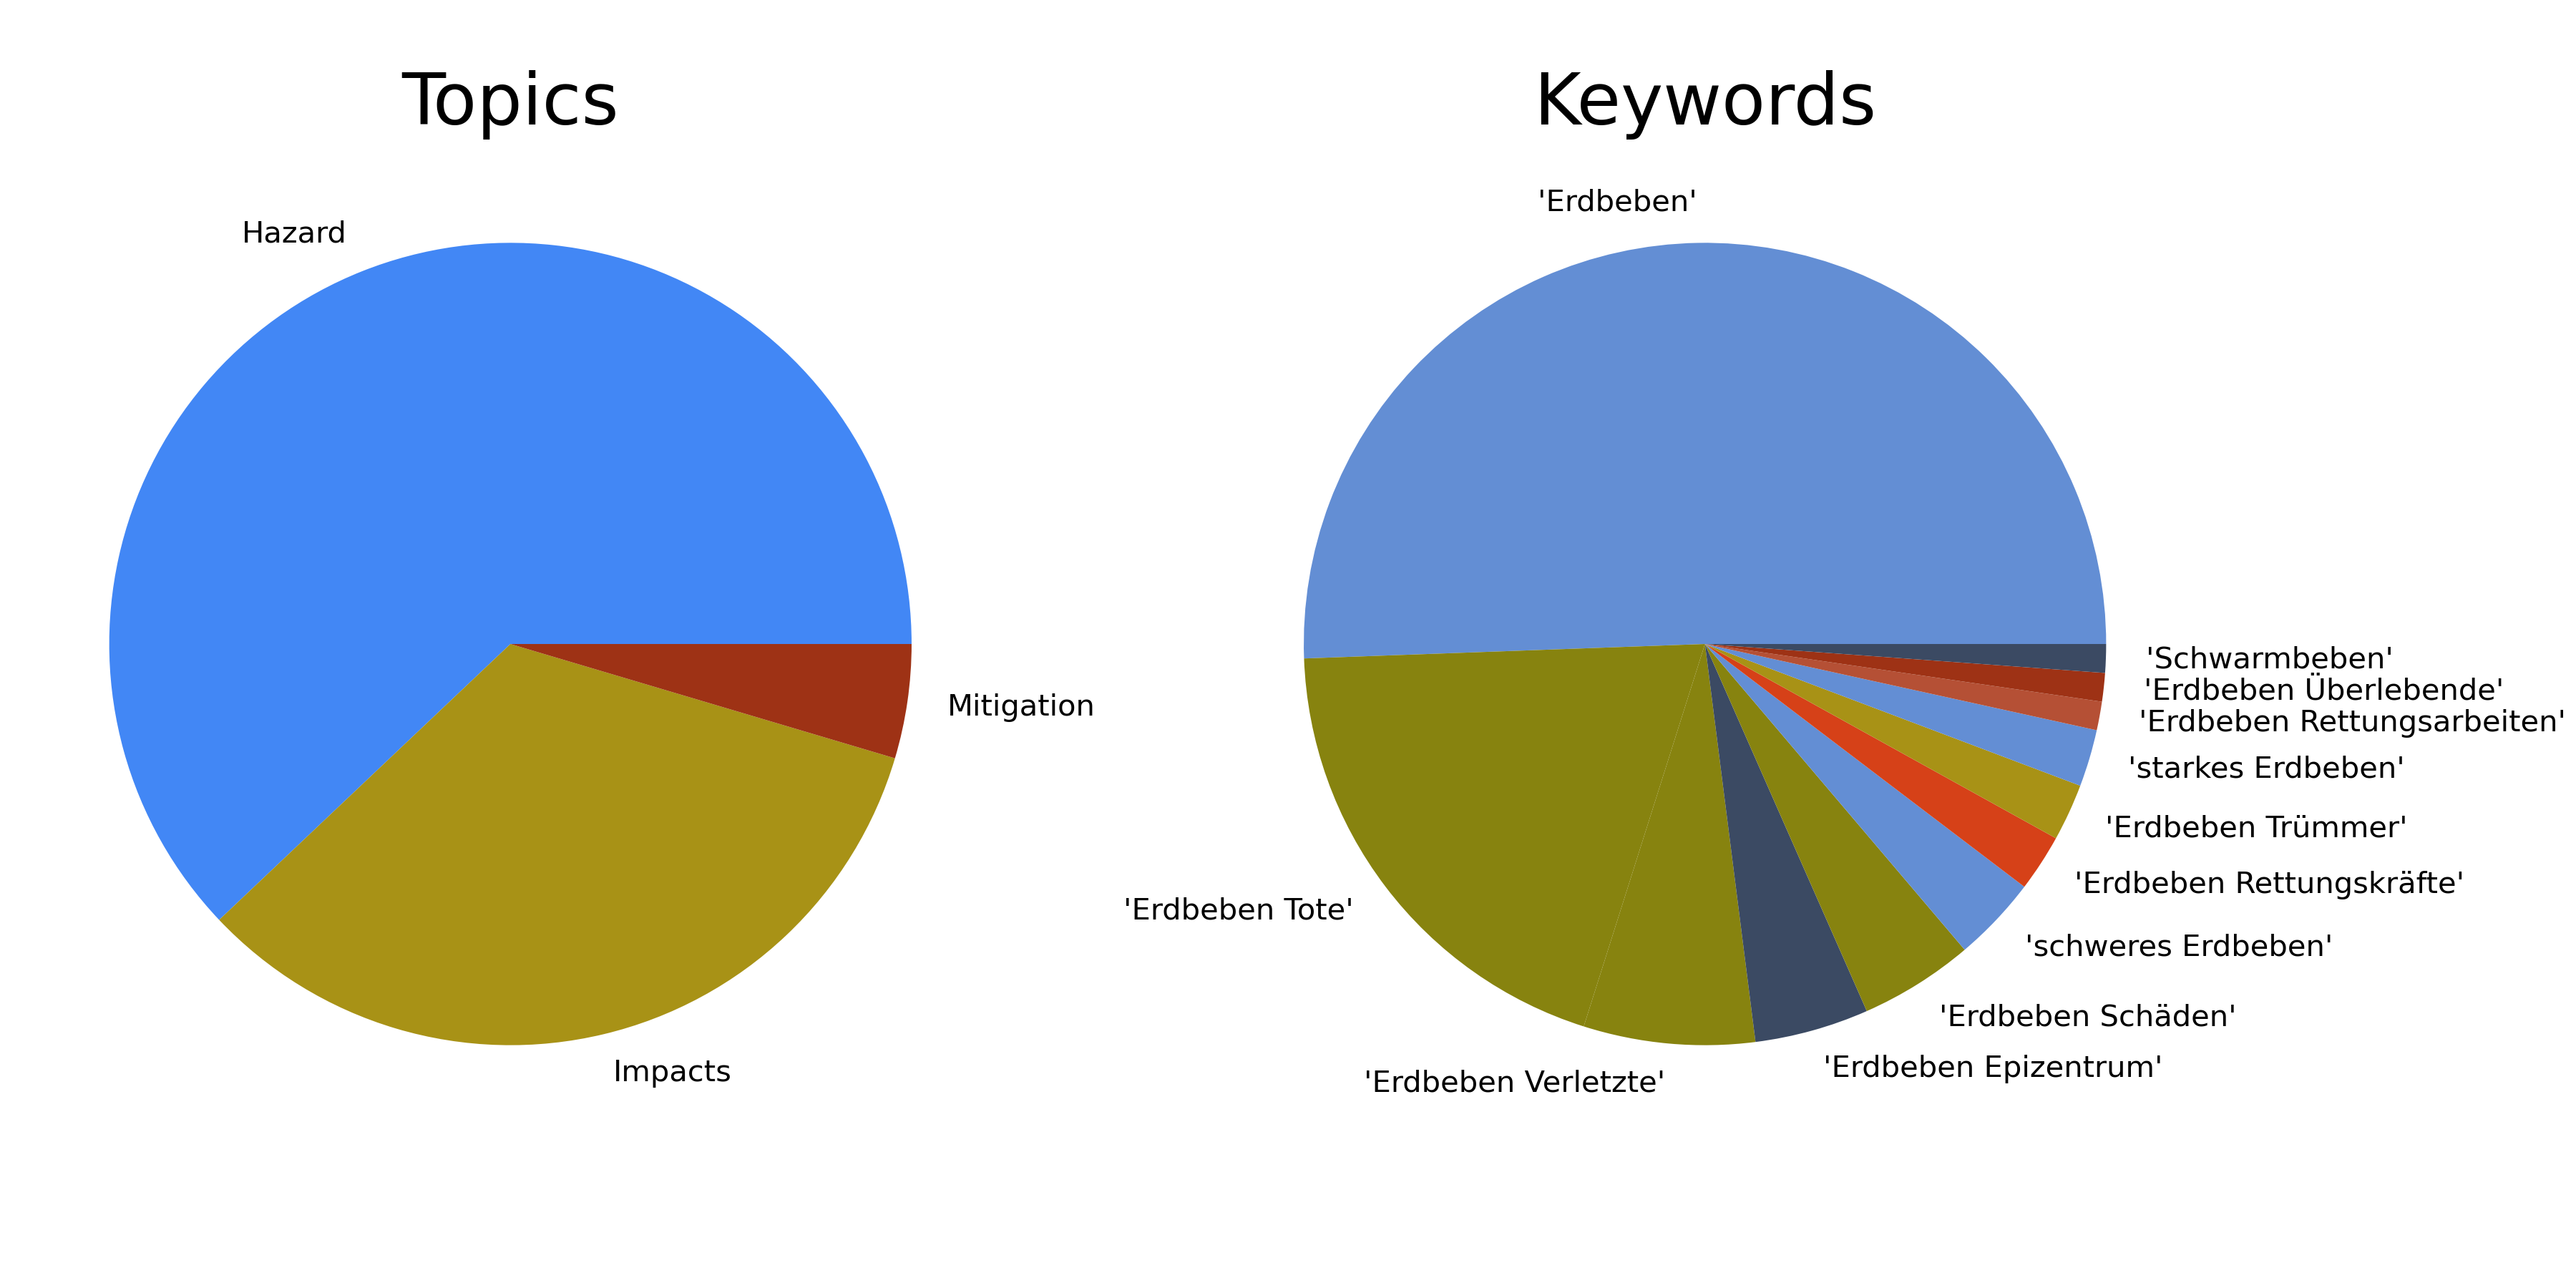 Topics
Hazard
Mitigation
Impacts
Keywords
'Erdbeben'
'Schwarmbeben'
'Erdbeben Überlebende'
'Erdbeben Rettungsarbeiten'
'starkes Erdbeben'
'Erdbeben Trümmer'
'Erdbeben Rettungskräfte'
'schweres Erdbeben'
'Erdbeben Schäden'
'Erdbeben Epizentrum'
'Erdbeben Verletzte'
'Erdbeben Tote'